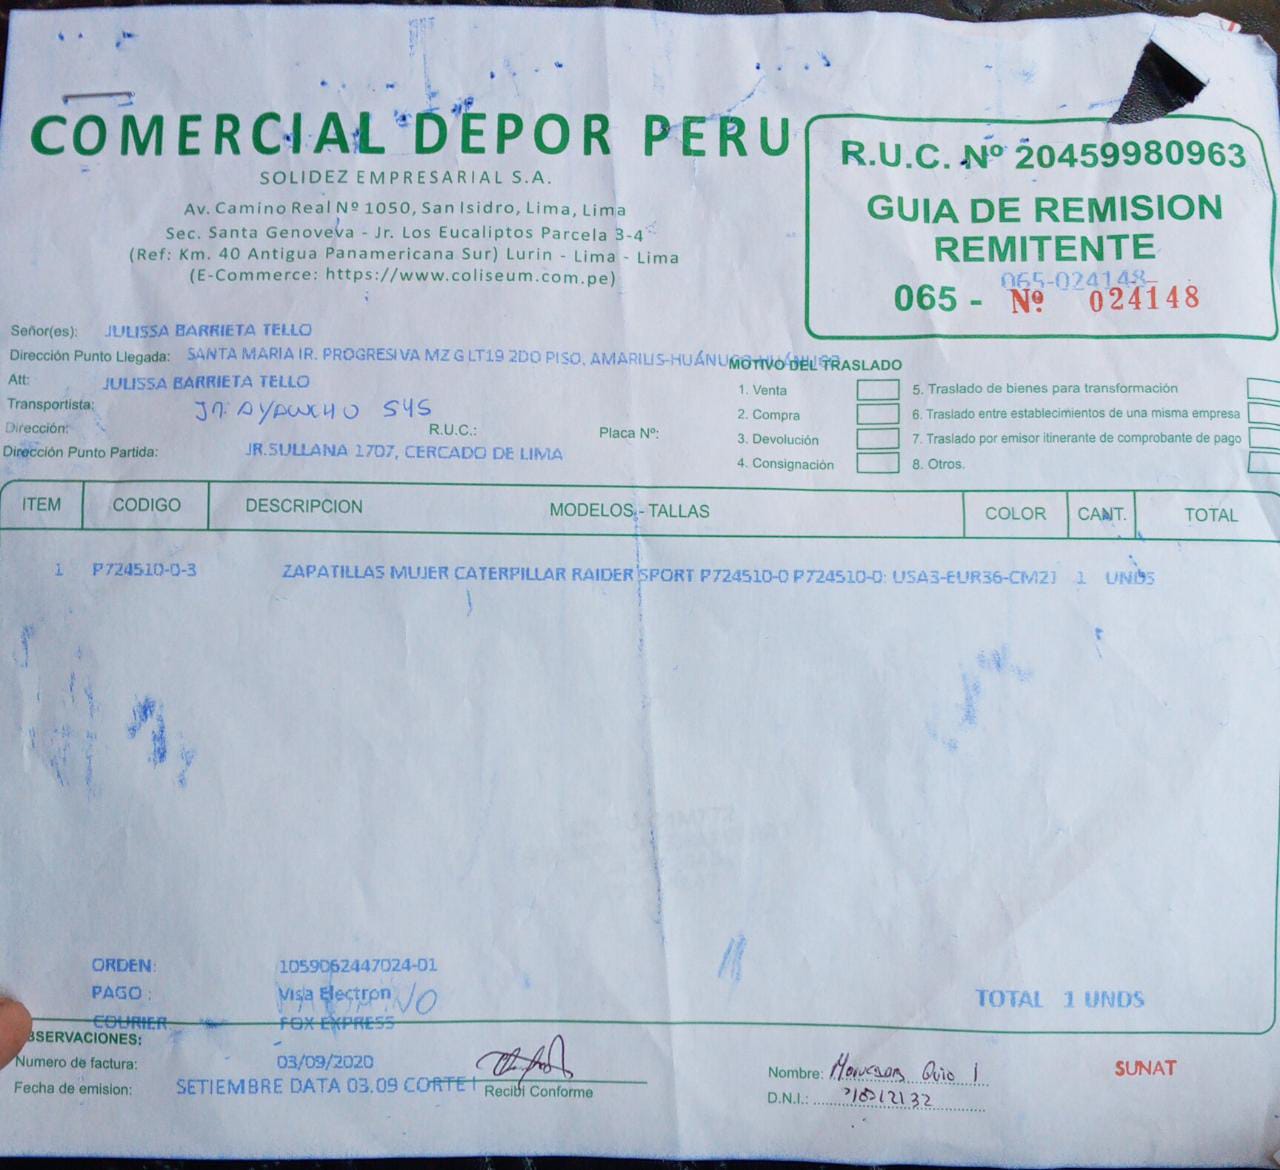 COMERCIAL DEPOR PERU
SOLIDEZ EMPRESARIAL S.A.
Av. Camino Real Nº 1050, San Isidro, Lima, Lima
Sec. Santa Genoveva - Jr. Los Eucaliptos Parcela 3-4
(Ref: Km. 40 Antigua Panamericana Sur) Lurin - Lima - Lima
(E-Commerce: https://www.coliseum.com.pe)
R.U.C. Nº 20459980963
GUIA DE REMISION
REMITENTE
065-024148
065 - Nº 024148
Señor(es): JULISSA BARRIETA TELLO
Dirección Punto Llegada: SANTA MARIA IR. PROGRESIVA MZ G LT19 2DO PISO, AMARILIS-HUÁNUCO-HUÁNUCO
Att: JULISSA BARRIETA TELLO
Transportista:
Dirección: R.U.C.: Placa Nº:
Dirección Punto Partida: JR.SULLANA 1707, CERCADO DE LIMA
MOTIVO DEL TRASLADO
1. Venta
2. Compra
3. Devolución
4. Consignación
5. Traslado de bienes para transformación
6. Traslado entre establecimientos de una misma empresa
7. Traslado por emisor itinerante de comprobante de pago
8. Otros.
ITEM CODIGO DESCRIPCION MODELOS - TALLAS COLOR CANT. TOTAL
1 P724510-0-3 ZAPATILLAS MUJER CATERPILLAR RAIDER SPORT P724510-0 P724510-0: USA3-EUR36-CM21 1 UNDS
ORDEN: 1059062447024-01
PAGO : Visa Electron
TOTAL 1 UNDS
COURIER FOX EXPRESS
OBSERVACIONES:
Numero de factura: 03/09/2020
Fecha de emision: SETIEMBRE DATA 03.09 CORTE 1
Recibi Conforme
Nombre:
D.N.I.:
SUNAT